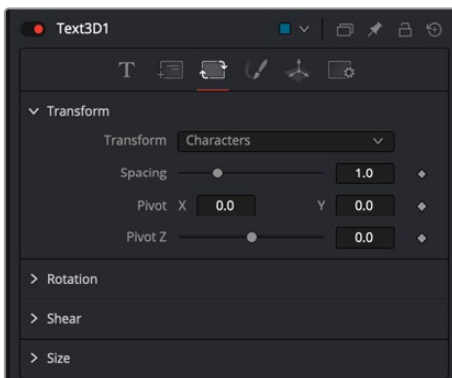 Text3D1
T
Transform
Transform Characters
Spacing 1.0
Pivot X 0.0 Y 0.0
Pivot Z 0.0
Rotation
Shear
Size